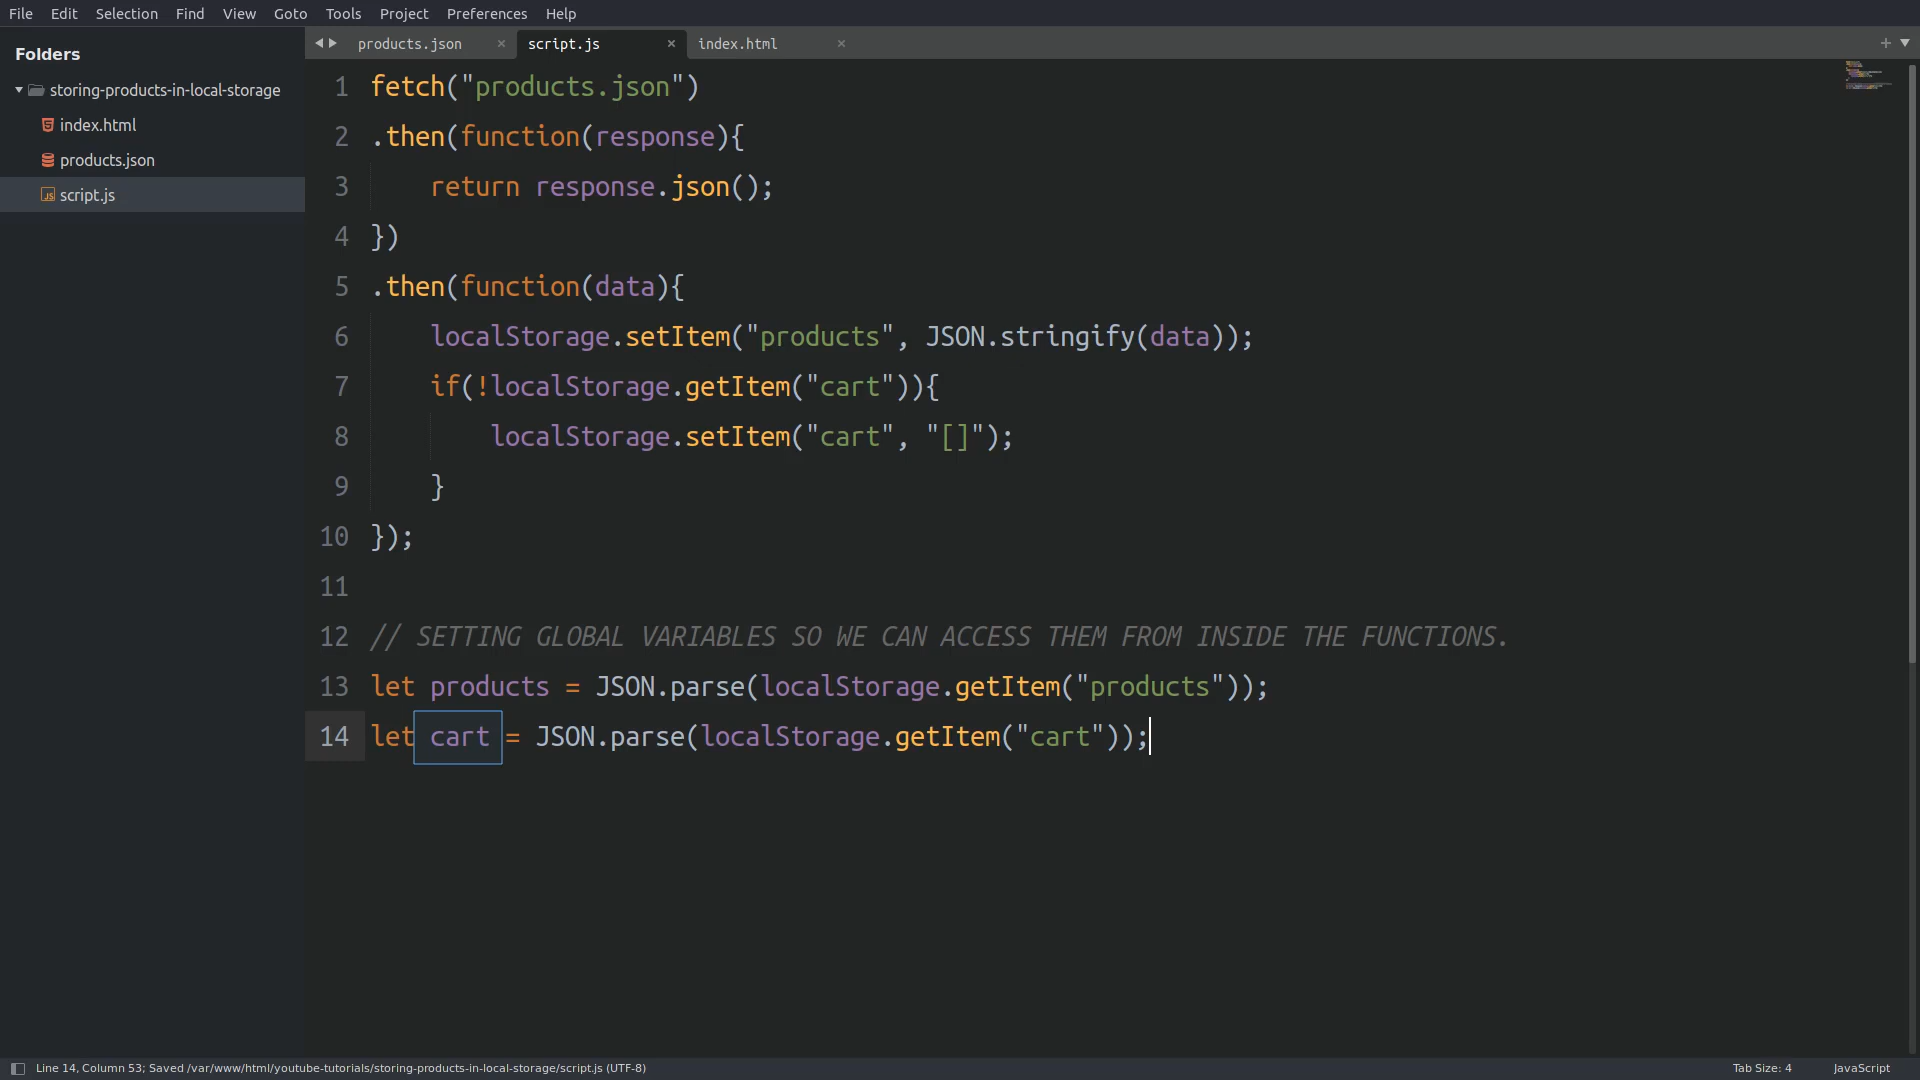 File Edit Selection Find View Goto Tools Project Preferences Help
Folders
storing-products-in-local-storage
index.html
products.json
script.js
products.json × script.js × index.html ×
1 fetch("products.json")
2 .then(function(response){
3 return response.json();
4 })
5 .then(function(data){
6 localStorage.setItem("products", JSON.stringify(data));
7 if(!localStorage.getItem("cart")){
8 localStorage.setItem("cart", "[]");
9 }
10 });
11
12 // SETTING GLOBAL VARIABLES SO WE CAN ACCESS THEM FROM INSIDE THE FUNCTIONS.
13 let products = JSON.parse(localStorage.getItem("products"));
14 let cart = JSON.parse(localStorage.getItem("cart"));
Line 14, Column 53; Saved /var/www/html/youtube-tutorials/storing-products-in-local-storage/script.js (UTF-8) Tab Size: 4 JavaScript